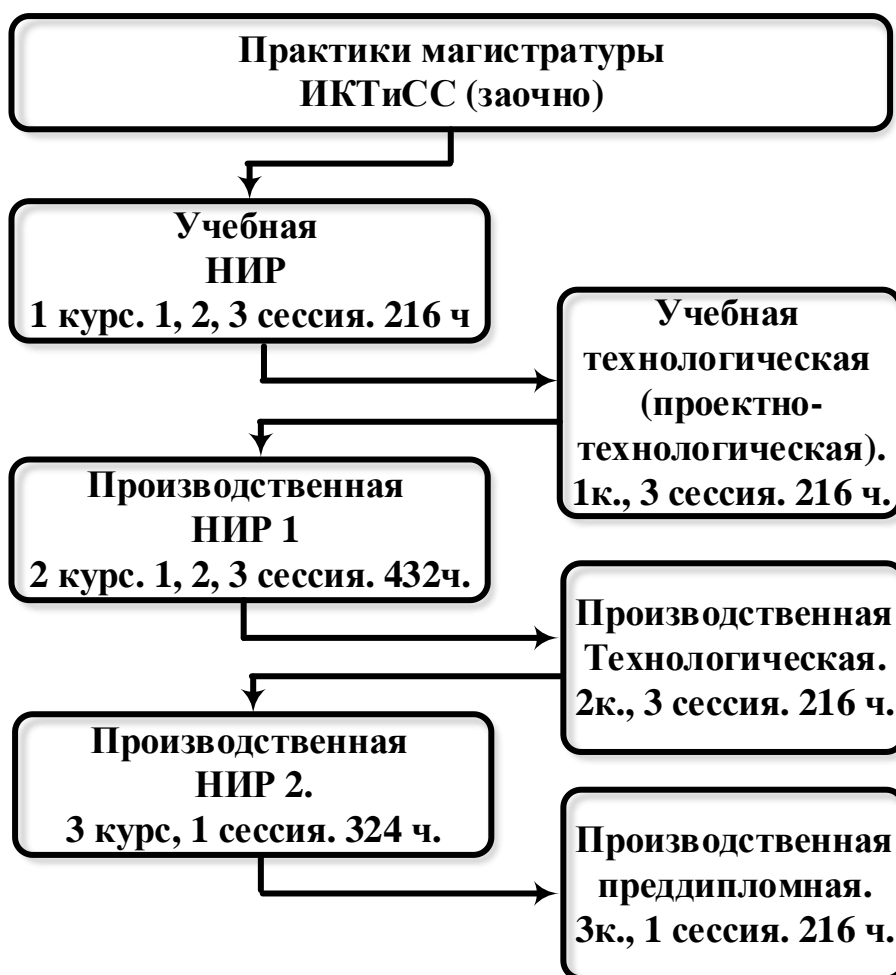 Практики магистратуры
ИКТиСС (заочно)
Учебная
НИР
1 курс. 1, 2, 3 сессия. 216 ч
Учебная
технологическая
(проектно-
технологическая).
1к., 3 сессия. 216 ч.
Производственная
НИР 1
2 курс. 1, 2, 3 сессия. 432ч.
Производственная
Технологическая.
2к., 3 сессия. 216 ч.
Производственная
НИР 2.
3 курс, 1 сессия. 324 ч.
Производственная
преддипломная.
3к., 1 сессия. 216 ч.